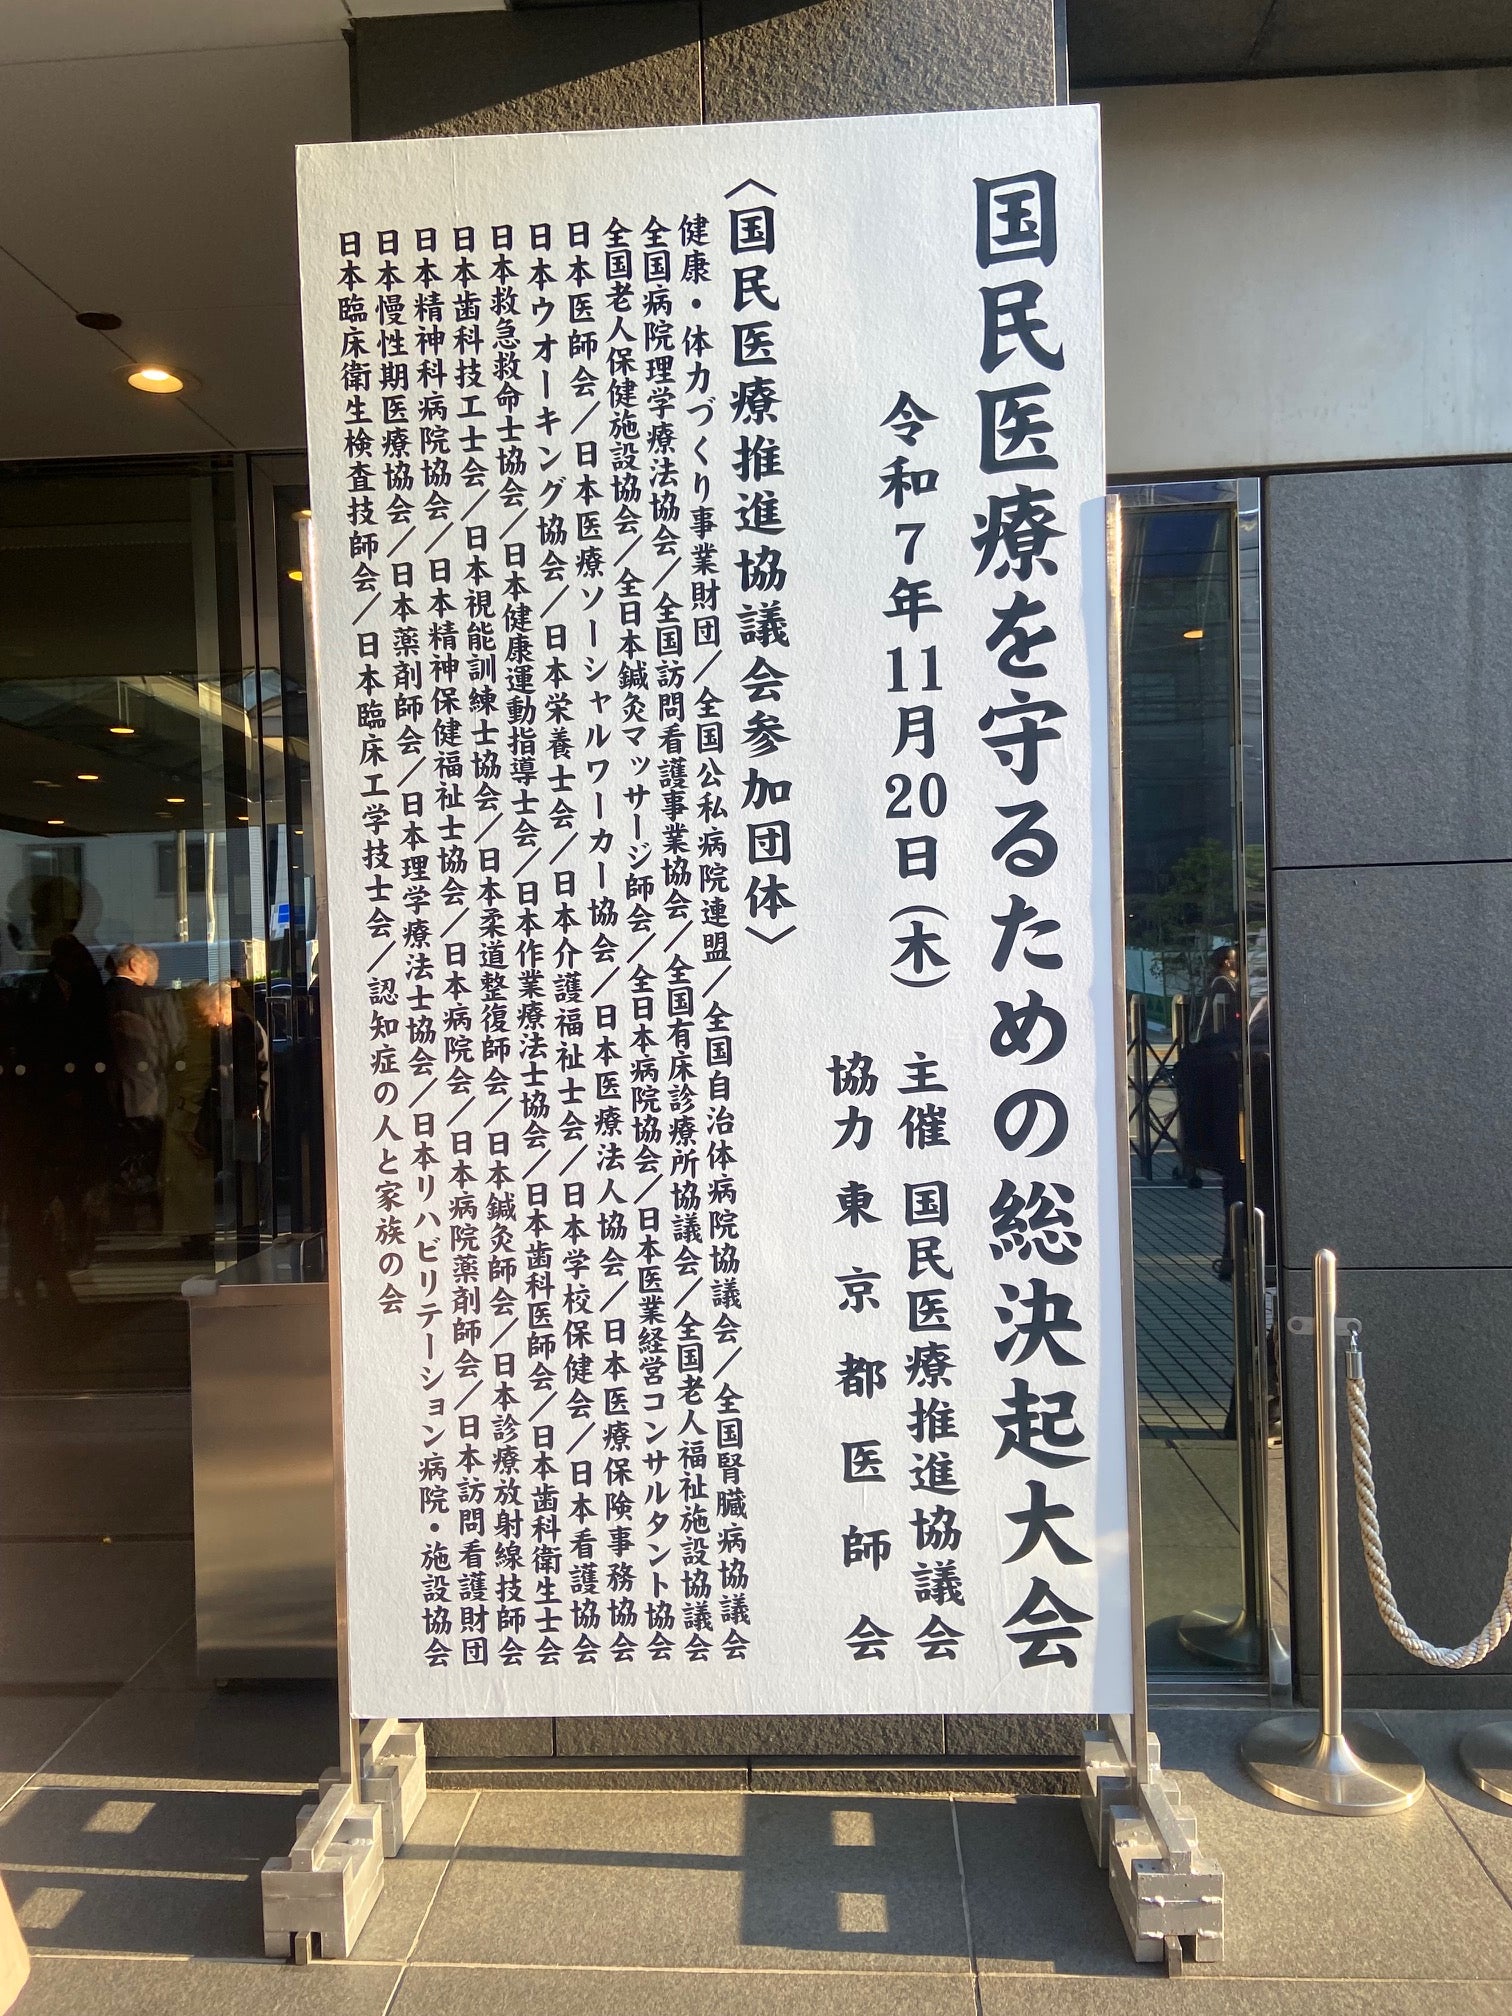 国民医療を守るための総決起大会
令和7年11月20日(木) 主催 国民医療推進協議会
協力 東京都医師会
〈国民医療推進協議会参加団体〉
健康・体力づくり事業財団／全国公私病院連盟／全国自治体病院協議会／全国腎臓病協議会
全国病院理学療法協会／全国訪問看護事業協会／全国有床診療所協議会／全国老人福祉施設協議会
全国老人保健施設協会／全日本鍼灸マッサージ師会／全日本病院協会／日本医業経営コンサルタント協会
日本医師会／日本医療ソーシャルワーカー協会／日本医療法人協会／日本医療保険事務協会
日本ウオーキング協会／日本栄養士会／日本介護福祉士会／日本学校保健会／日本看護協会
日本救急救命士協会／日本健康運動指導士会／日本作業療法士協会／日本歯科医師会／日本歯科衛生士会
日本歯科技工士会／日本視能訓練士協会／日本柔道整復師会／日本鍼灸師会／日本診療放射線技師会
日本精神科病院協会／日本精神保健福祉士協会／日本病院会／日本病院薬剤師会／日本訪問看護財団
日本慢性期医療協会／日本薬剤師会／日本理学療法士協会／日本リハビリテーション病院・施設協会
日本臨床衛生検査技師会／日本臨床工学技士会／認知症の人と家族の会